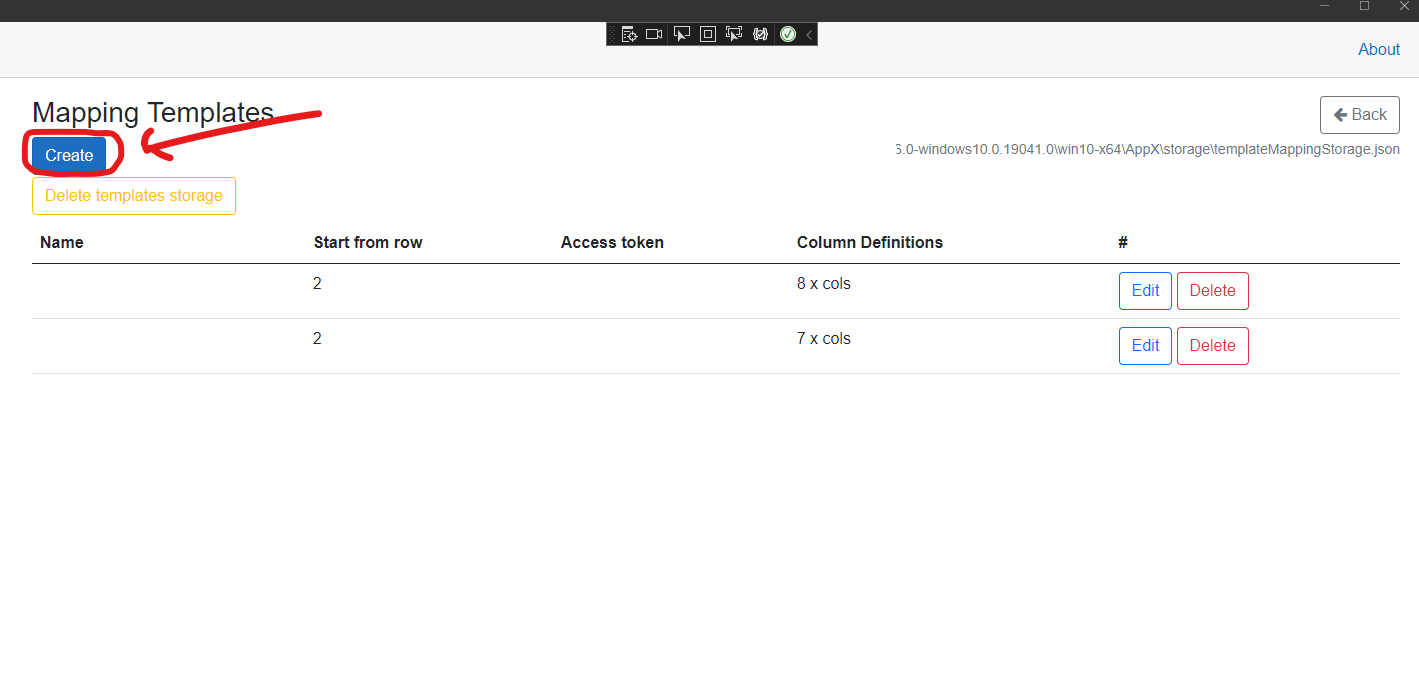 About
Mapping Templates
Back
Create
6.0-windows10.0.19041.0\win10-x64\AppX\storage\templateMappingStorage.json
Delete templates storage
Name Start from row Access token Column Definitions #
2 8 x cols Edit Delete
2 7 x cols Edit Delete